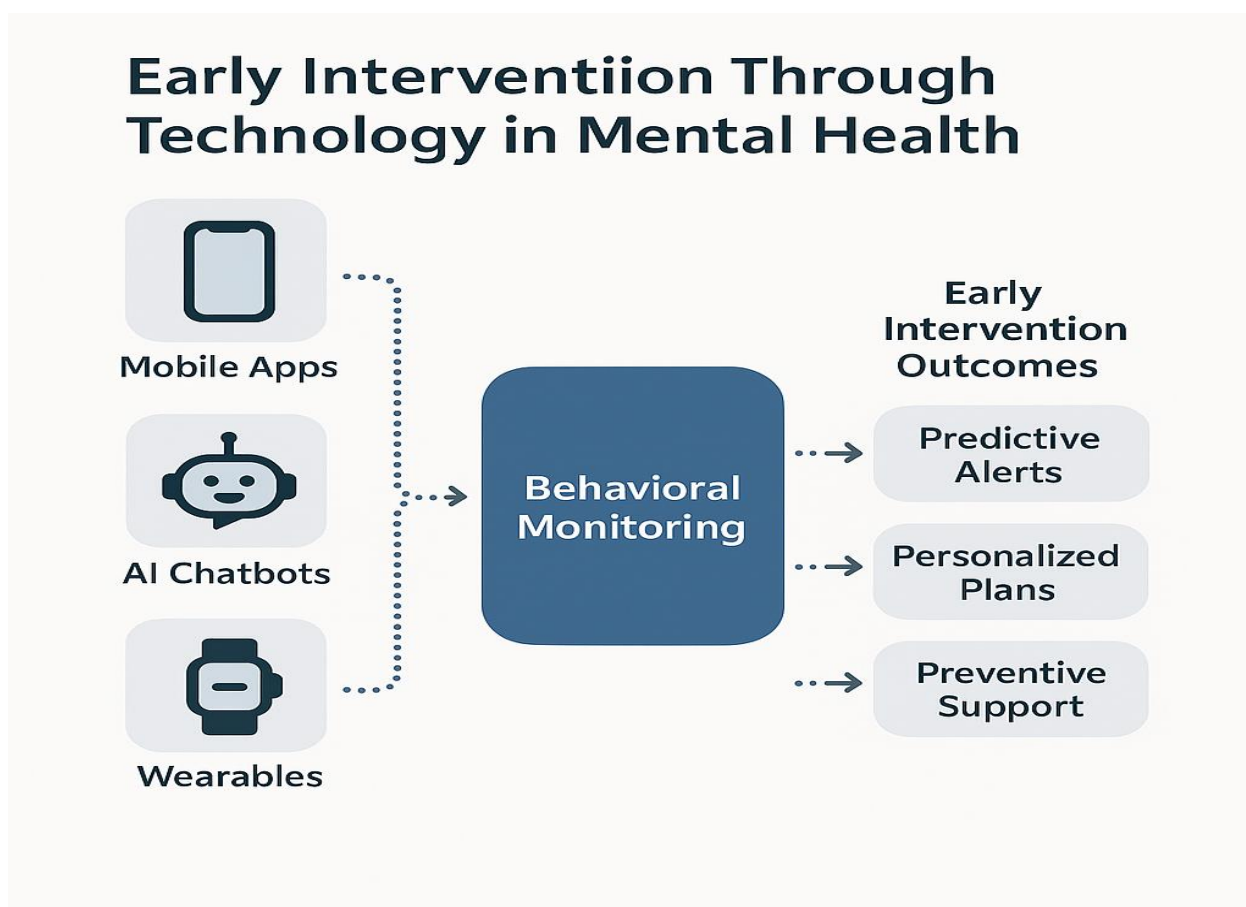 Early Interventiion Through
Technology in Mental Health
Mobile Apps
AI Chatbots
Wearables
Behavioral
Monitoring
Early
Intervention
Outcomes
Predictive
Alerts
Personalized
Plans
Preventive
Support